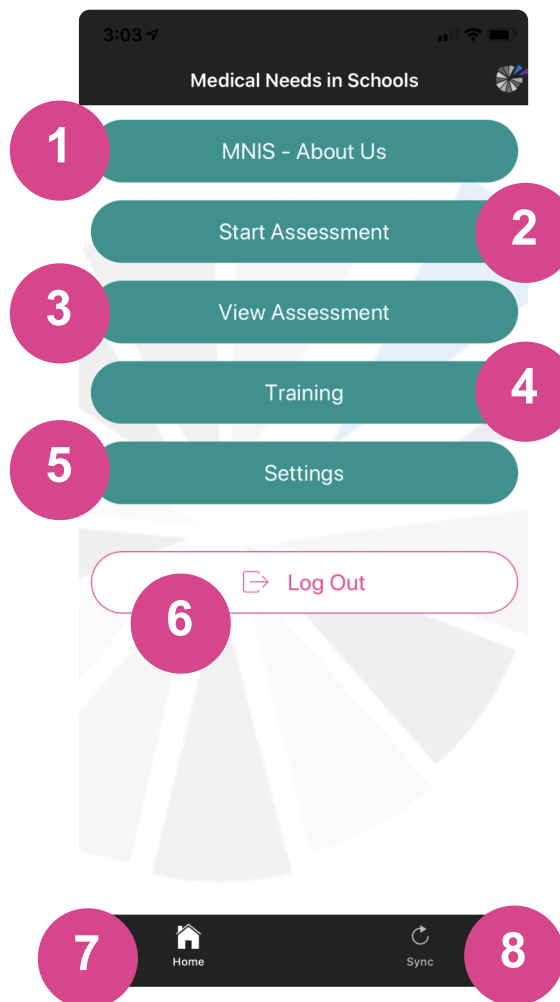 3:03
Medical Needs in Schools
1
MNIS - About Us
Start Assessment
2
3
View Assessment
Training
4
5
Settings
Log Out
6
7
Home
Sync
8